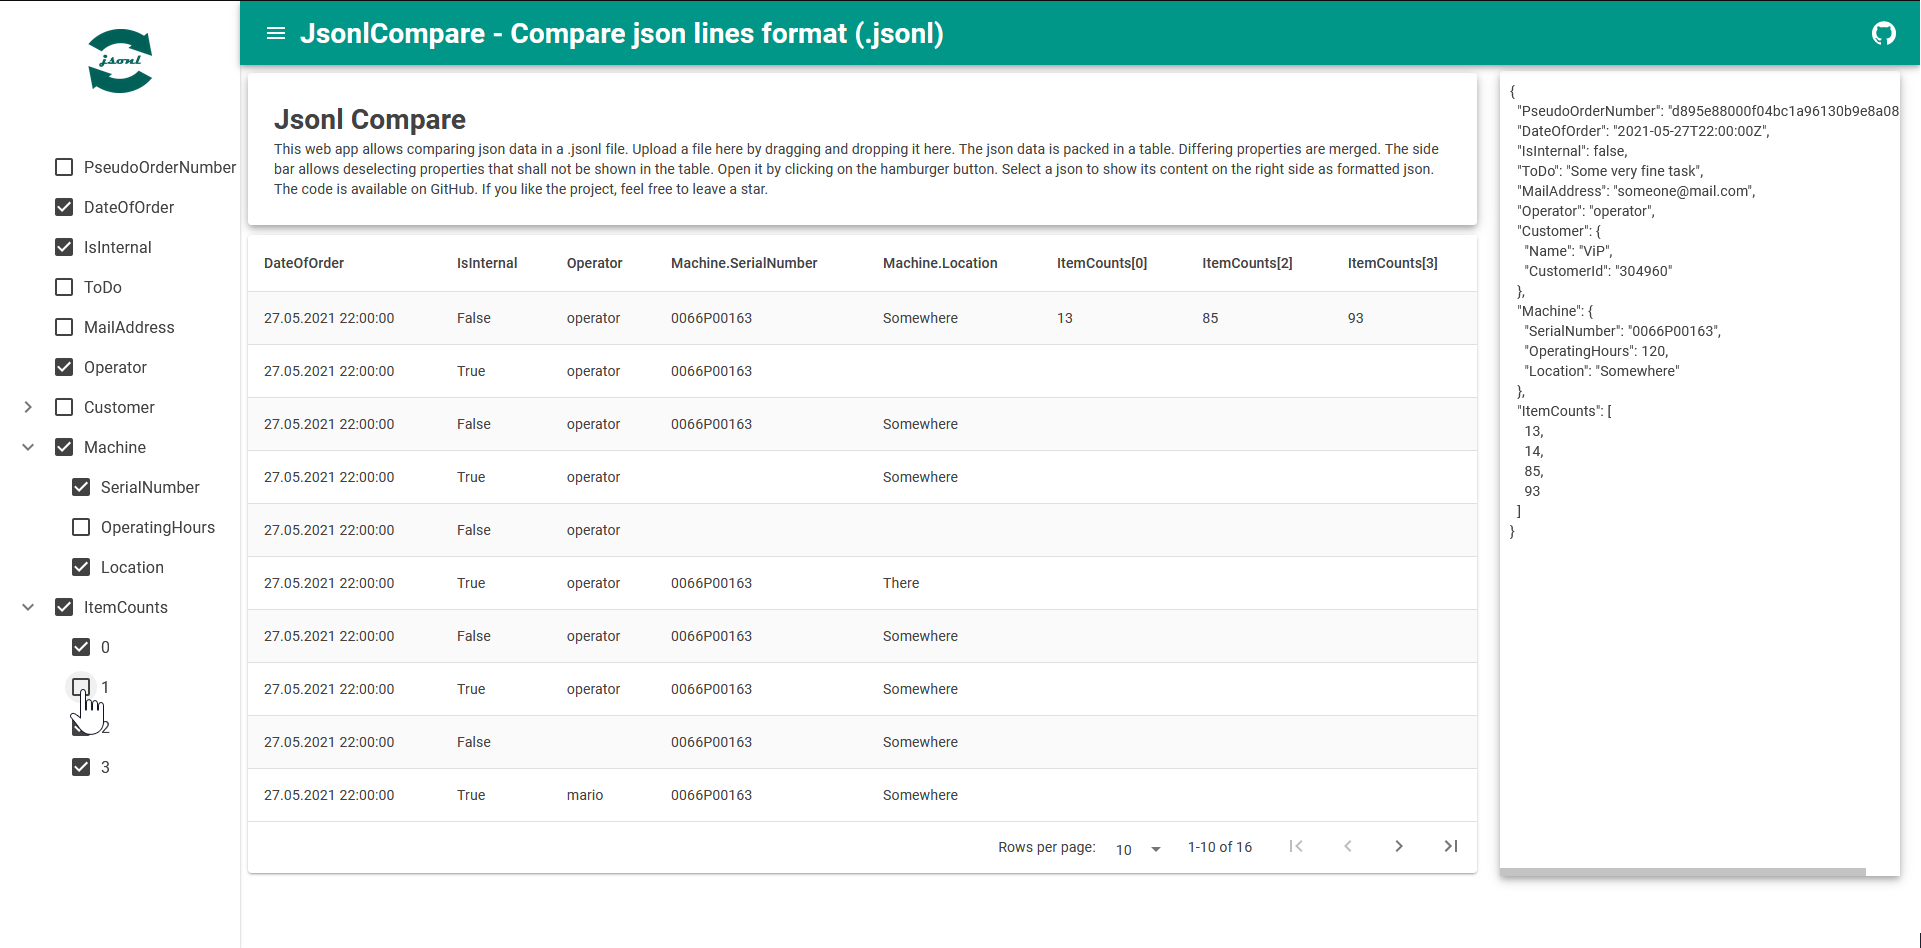 jsonl
JsonlCompare - Compare json lines format (.jsonl)
PseudoOrderNumber
DateOfOrder
IsInternal
ToDo
MailAddress
Operator
Customer
Machine
SerialNumber
OperatingHours
Location
ItemCounts
0
1
2
3
Jsonl Compare
This web app allows comparing json data in a .jsonl file. Upload a file here by dragging and dropping it here. The json data is packed in a table. Differing properties are merged. The side
bar allows deselecting properties that shall not be shown in the table. Open it by clicking on the hamburger button. Select a json to show its content on the right side as formatted json.
The code is available on GitHub. If you like the project, feel free to leave a star.
DateOfOrder IsInternal Operator Machine.SerialNumber Machine.Location ItemCounts[0] ItemCounts[2] ItemCounts[3]
27.05.2021 22:00:00 False operator 0066P00163 Somewhere 13 85 93
27.05.2021 22:00:00 True operator 0066P00163
27.05.2021 22:00:00 False operator 0066P00163 Somewhere
27.05.2021 22:00:00 True operator Somewhere
27.05.2021 22:00:00 False operator
27.05.2021 22:00:00 True operator 0066P00163 There
27.05.2021 22:00:00 False operator 0066P00163 Somewhere
27.05.2021 22:00:00 True operator 0066P00163 Somewhere
27.05.2021 22:00:00 False 0066P00163 Somewhere
27.05.2021 22:00:00 True mario 0066P00163 Somewhere
Rows per page: 10 1-10 of 16
{
"PseudoOrderNumber": "d895e88000f04bc1a96130b9e8a08
"DateOfOrder": "2021-05-27T22:00:00Z",
"IsInternal": false,
"ToDo": "Some very fine task",
"MailAddress": "someone@mail.com",
"Operator": "operator",
"Customer": {
"Name": "ViP",
"CustomerId": "304960"
},
"Machine": {
"SerialNumber": "0066P00163",
"OperatingHours": 120,
"Location": "Somewhere"
},
"ItemCounts": [
13,
14,
85,
93
]
}